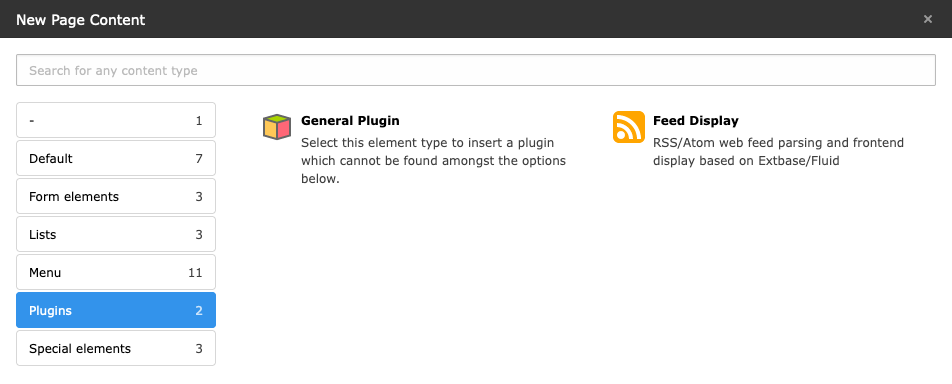 New Page Content
×
Search for any content type
- 1
Default 7
Form elements 3
Lists 3
Menu 11
Plugins 2
Special elements 3
General Plugin
Select this element type to insert a plugin
which cannot be found amongst the options
below.
Feed Display
RSS/Atom web feed parsing and frontend
display based on Extbase/Fluid